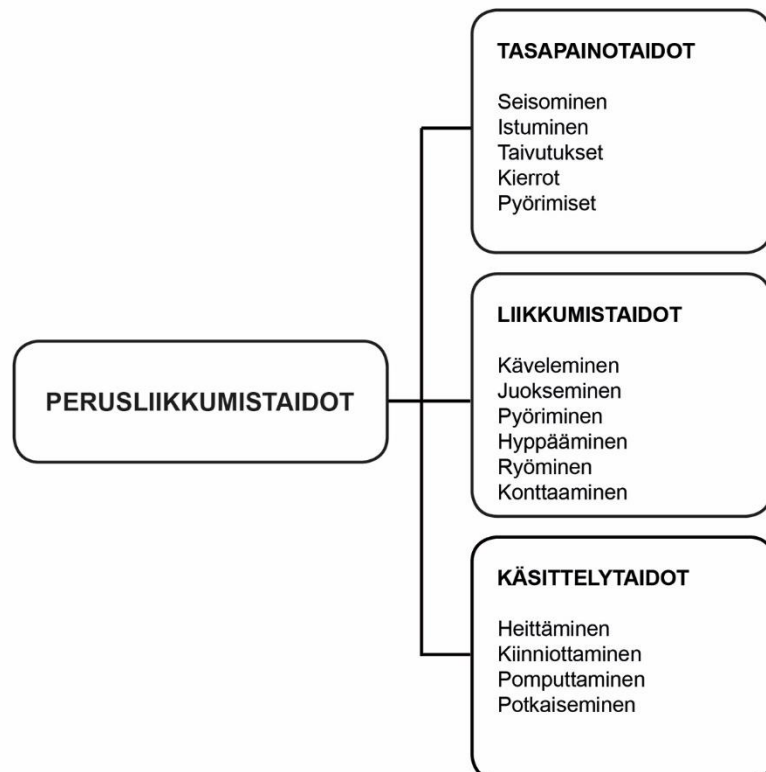 PERUSLIIKKUMISTAIDOT
TASAPAINOTAIDOT
Seisominen
Istuminen
Taivutukset
Kierrot
Pyörimiset
LIIKKUMISTAIDOT
Käveleminen
Juokseminen
Pyöriminen
Hyppääminen
Ryöminen
Konttaaminen
KÄSITTELYTAIDOT
Heittäminen
Kiinniottaminen
Pomputtaminen
Potkaiseminen